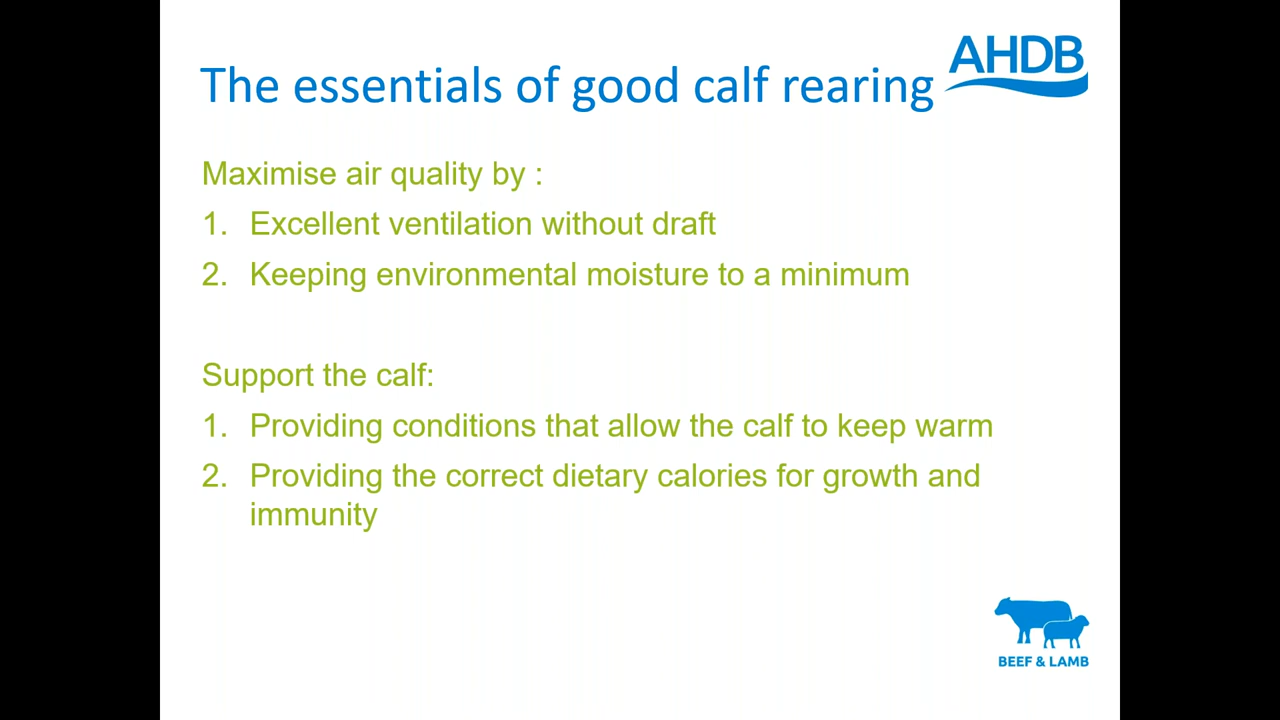 AHDB
The essentials of good calf rearing
Maximise air quality by :
1. Excellent ventilation without draft
2. Keeping environmental moisture to a minimum
Support the calf:
1. Providing conditions that allow the calf to keep warm
2. Providing the correct dietary calories for growth and
immunity
BEEF & LAMB